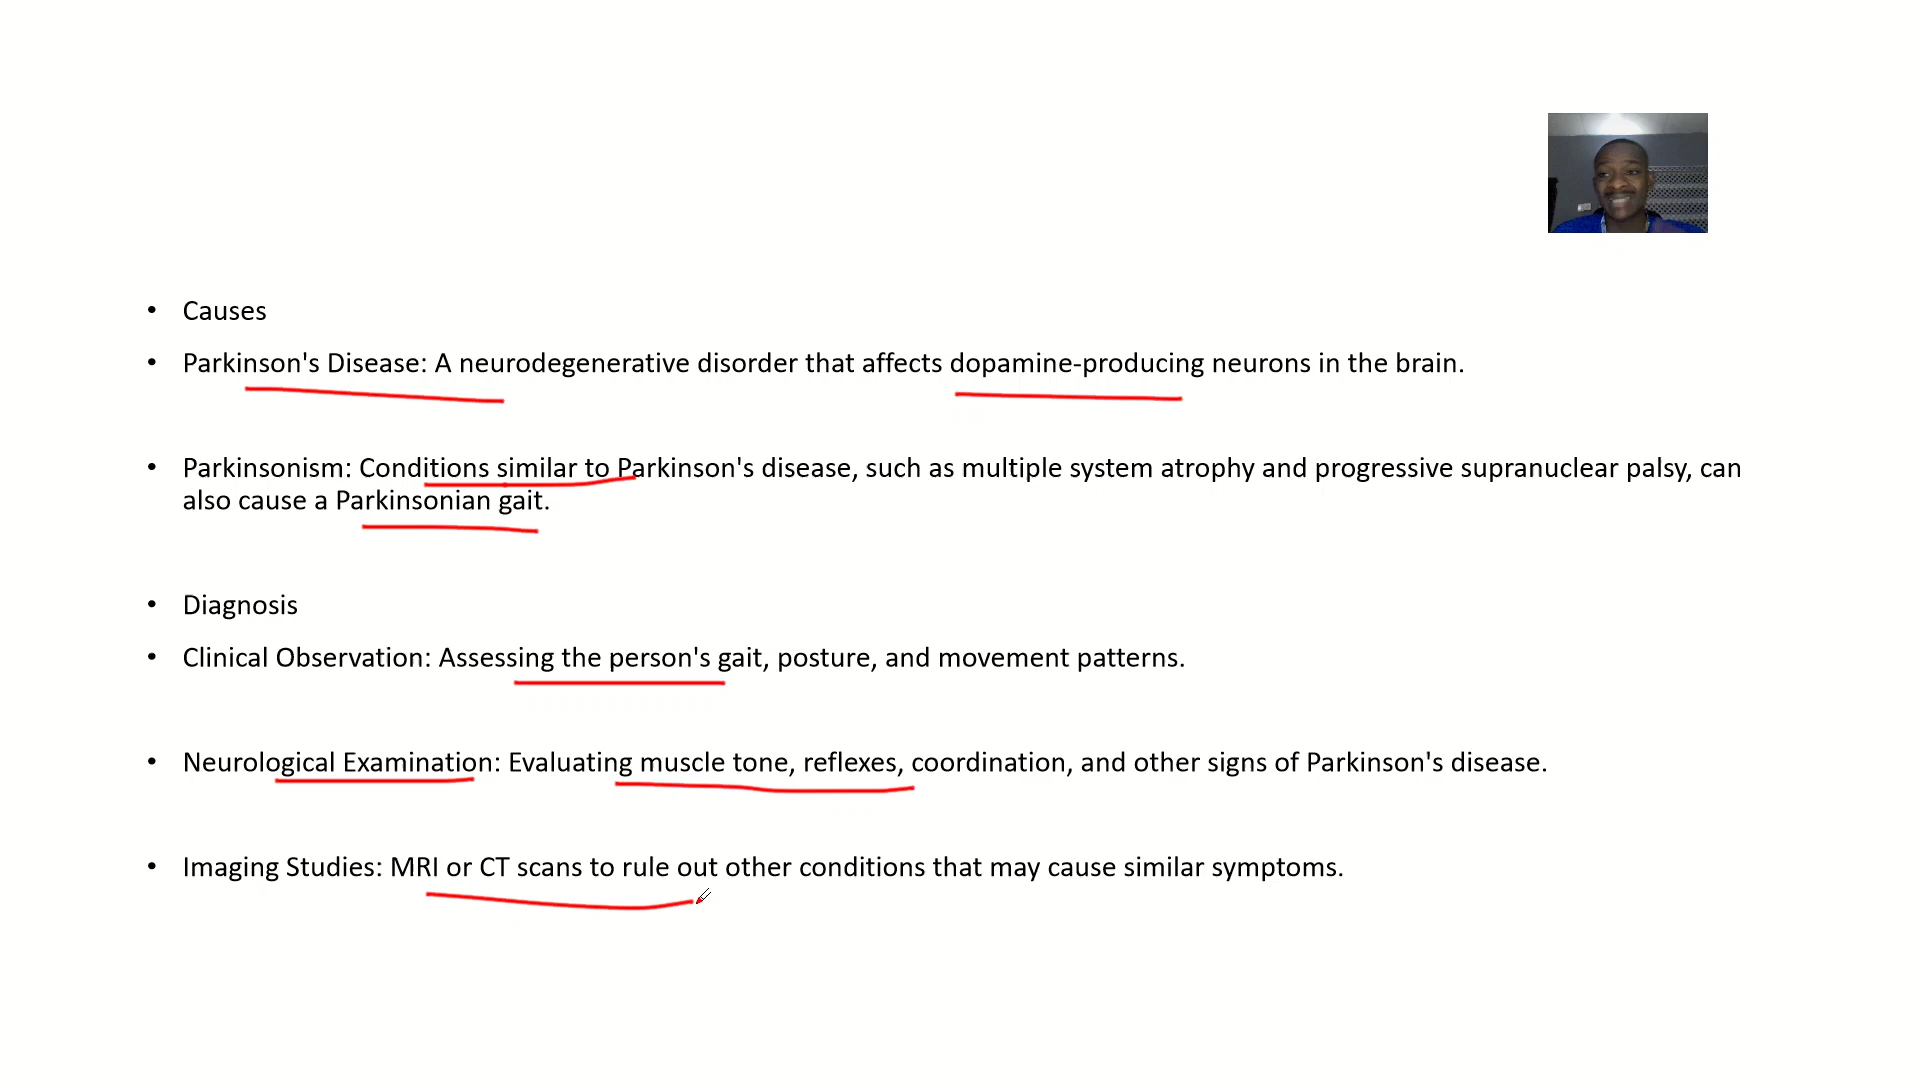 • Causes
• Parkinson's Disease: A neurodegenerative disorder that affects dopamine-producing neurons in the brain.
• Parkinsonism: Conditions similar to Parkinson's disease, such as multiple system atrophy and progressive supranuclear palsy, can
also cause a Parkinsonian gait.
• Diagnosis
• Clinical Observation: Assessing the person's gait, posture, and movement patterns.
• Neurological Examination: Evaluating muscle tone, reflexes, coordination, and other signs of Parkinson's disease.
• Imaging Studies: MRI or CT scans to rule out other conditions that may cause similar symptoms.